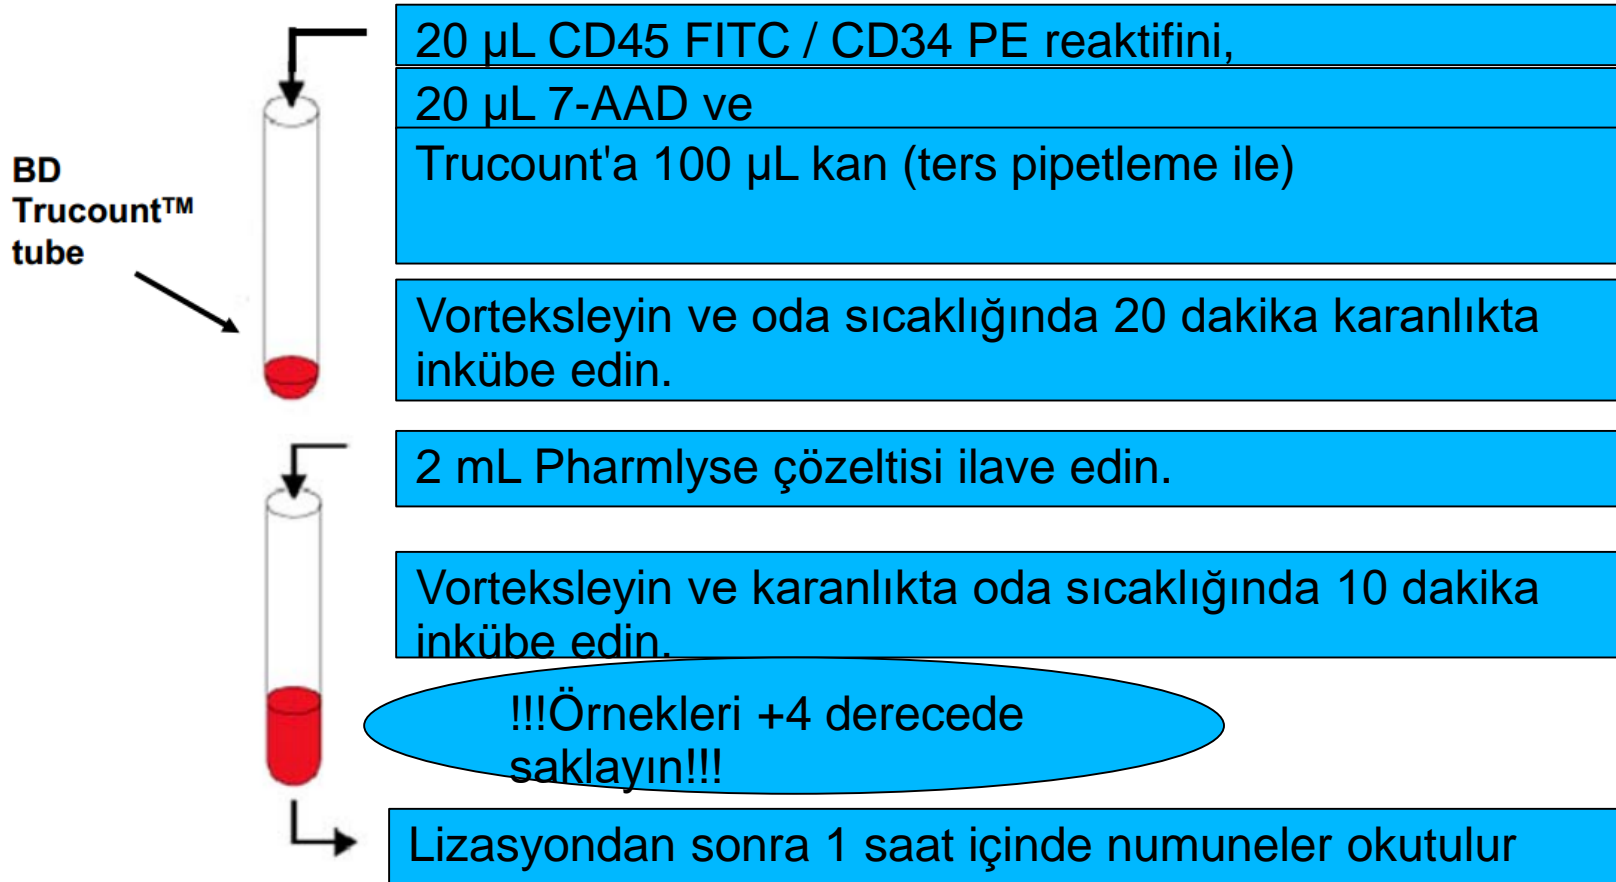 20 µL CD45 FITC / CD34 PE reaktifini,
20 µL 7-AAD ve
Trucount'a 100 µL kan (ters pipetleme ile)
BD
Trucount™
tube
Vorteksleyin ve oda sıcaklığında 20 dakika karanlıkta
inkübe edin.
2 mL Pharmlyse çözeltisi ilave edin.
Vorteksleyin ve karanlıkta oda sıcaklığında 10 dakika
inkübe edin.
!!!Örnekleri +4 derecede
saklayın!!!
Lizasyondan sonra 1 saat içinde numuneler okutulur